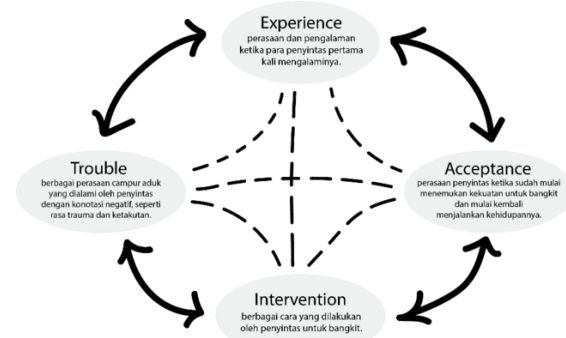 Experience
perasaan dan pengalaman
ketika para penyintas pertama
kali mengalaminya.
Trouble
berbagai perasaan campur aduk
yang dialami oleh penyintas
dengan konotasi negatif, seperti
rasa trauma dan ketakutan.
Acceptance
perasaan penyintas ketika sudah mulai
menemukan kekuatan untuk bangkit
dan mulai kembali
menjalankan kehidupannya.
Intervention
berbagai cara yang dilakukan
oleh penyintas untuk bangkit.